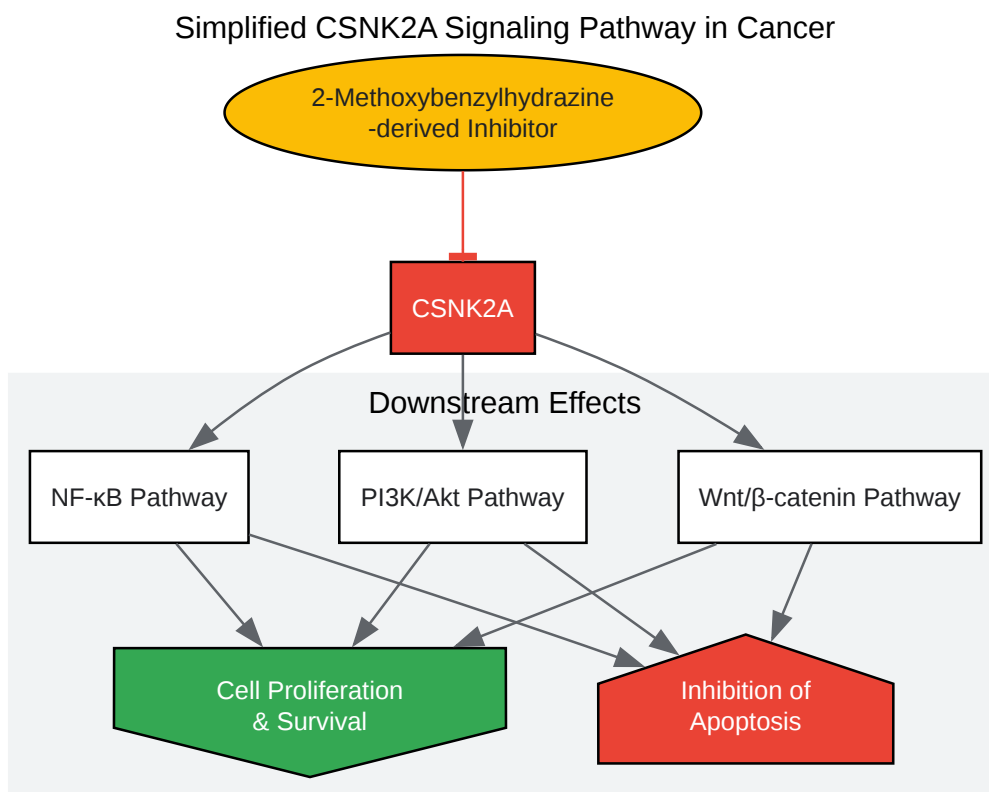 Simplified CSNK2A Signaling Pathway in Cancer
2-Methoxybenzylhydrazine
-derived Inhibitor
CSNK2A
Downstream Effects
NF-κB Pathway
PI3K/Akt Pathway
Wnt/β-catenin Pathway
Cell Proliferation
& Survival
Inhibition of
Apoptosis